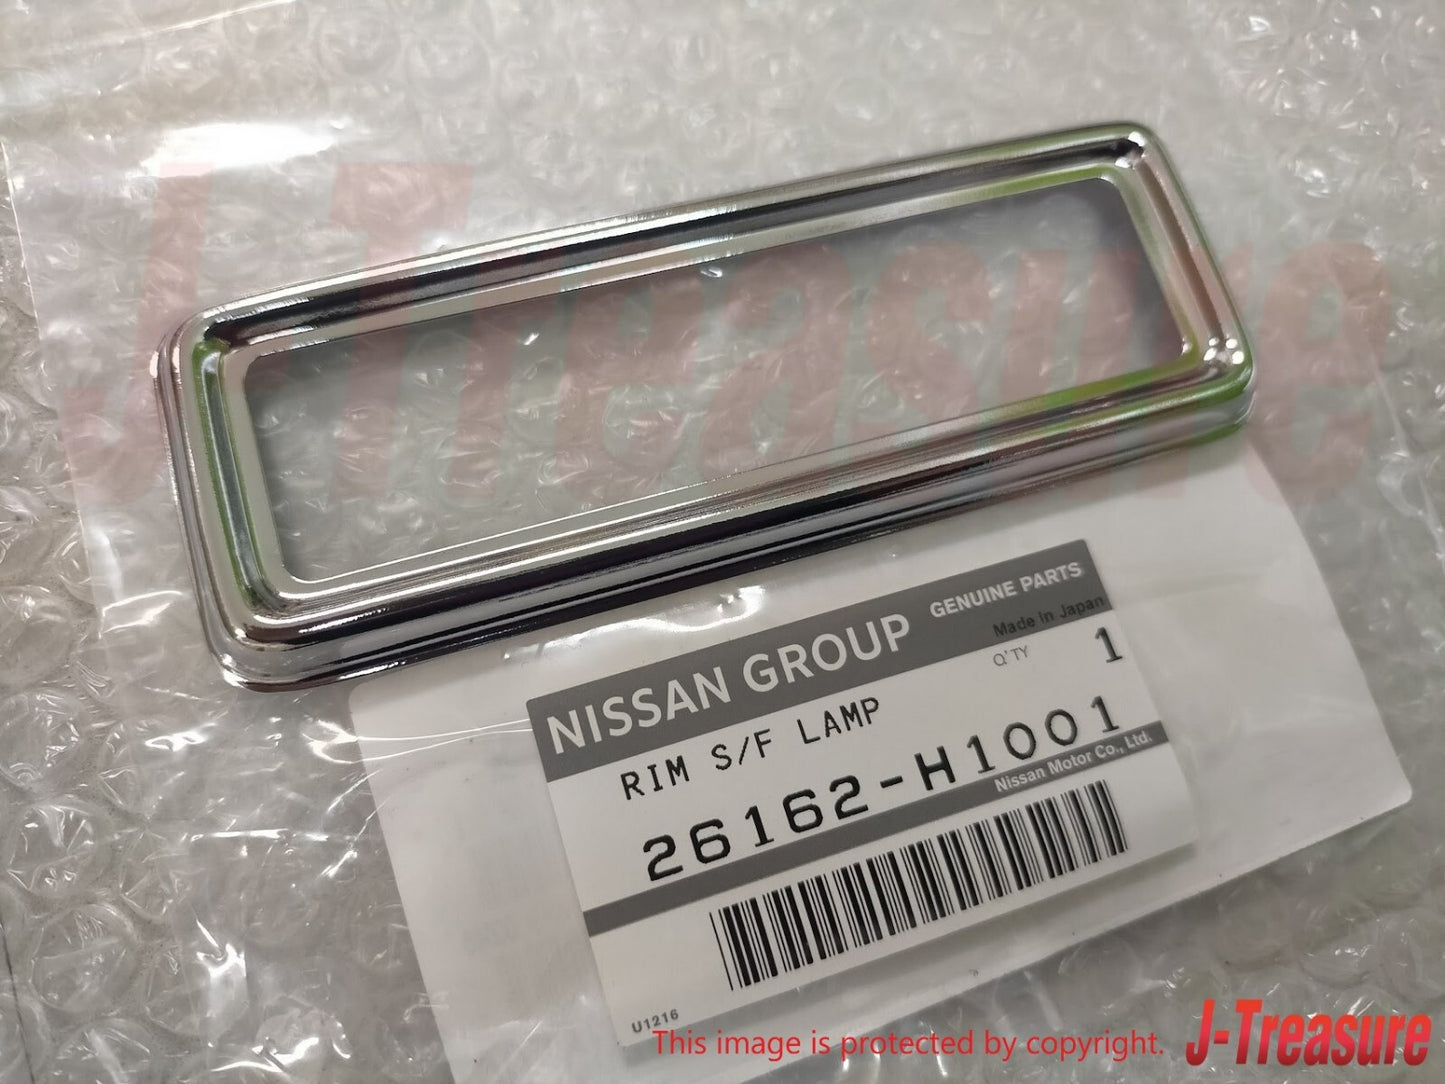 J-Treasure
NISSAN GROUP GENUINE PARTS
Made in Japan
Q'TY 1
RIM S/F LAMP
26162-H1001
Nissan Motor Co., Ltd.
U1216
This image is protected by copyright. J-Treasure